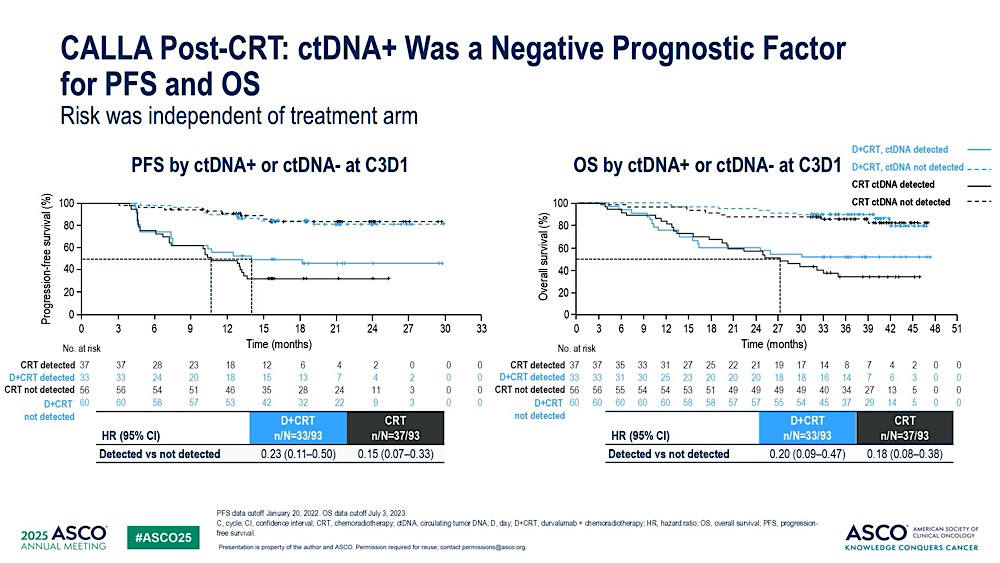 CALLA Post-CRT: ctDNA+ Was a Negative Prognostic Factor
for PFS and OS
Risk was independent of treatment arm
PFS by ctDNA+ or ctDNA- at C3D1
Progression-free survival (%)
100
80
60
40
20
0
0 3 6 9 12 15 18 21 24 27 30 33
Time (months)
No. at risk
CRT detected 37 37 28 23 18 12 6 4 2 0 0 0
D+CRT detected 33 33 24 20 18 15 13 7 4 2 0 0
CRT not detected 56 56 54 51 46 35 28 24 11 3 0 0
D+CRT not detected 60 60 58 57 53 42 32 22 9 3 0 0
HR (95% CI)
D+CRT
n/N=33/93
CRT
n/N=37/93
Detected vs not detected 0.23 (0.11–0.50) 0.15 (0.07–0.33)
OS by ctDNA+ or ctDNA- at C3D1
D+CRT, ctDNA detected
D+CRT, ctDNA not detected
CRT ctDNA detected
CRT ctDNA not detected
Overall survival (%)
100
80
60
40
20
0
0 3 6 9 12 15 18 21 24 27 30 33 36 39 42 45 48 51
Time (months)
No. at risk
CRT detected 37 37 35 33 31 27 25 22 21 19 17 14 8 7 4 2 0 0
D+CRT detected 33 33 31 30 25 23 20 20 20 18 18 16 14 7 6 3 0 0
CRT not detected 56 56 55 54 54 53 51 49 49 49 49 40 34 27 13 5 0 0
D+CRT not detected 60 60 60 60 60 58 58 57 57 55 54 45 37 29 14 5 0 0
HR (95% CI)
D+CRT
n/N=33/93
CRT
n/N=37/93
Detected vs not detected 0.20 (0.09–0.47) 0.18 (0.08–0.38)
PFS data cutoff January 20, 2022. OS data cutoff July 3, 2023.
C, cycle; CI, confidence interval; CRT, chemoradiotherapy; ctDNA, circulating tumor DNA; D, day; D+CRT, durvalumab + chemoradiotherapy; HR, hazard ratio; OS, overall survival; PFS, progression-
free survival.
2025 ASCO
ANNUAL MEETING
#ASCO25
Presentation is property of the author and ASCO. Permission required for reuse; contact permissions@asco.org.
ASCO AMERICAN SOCIETY OF
CLINICAL ONCOLOGY
KNOWLEDGE CONQUERS CANCER